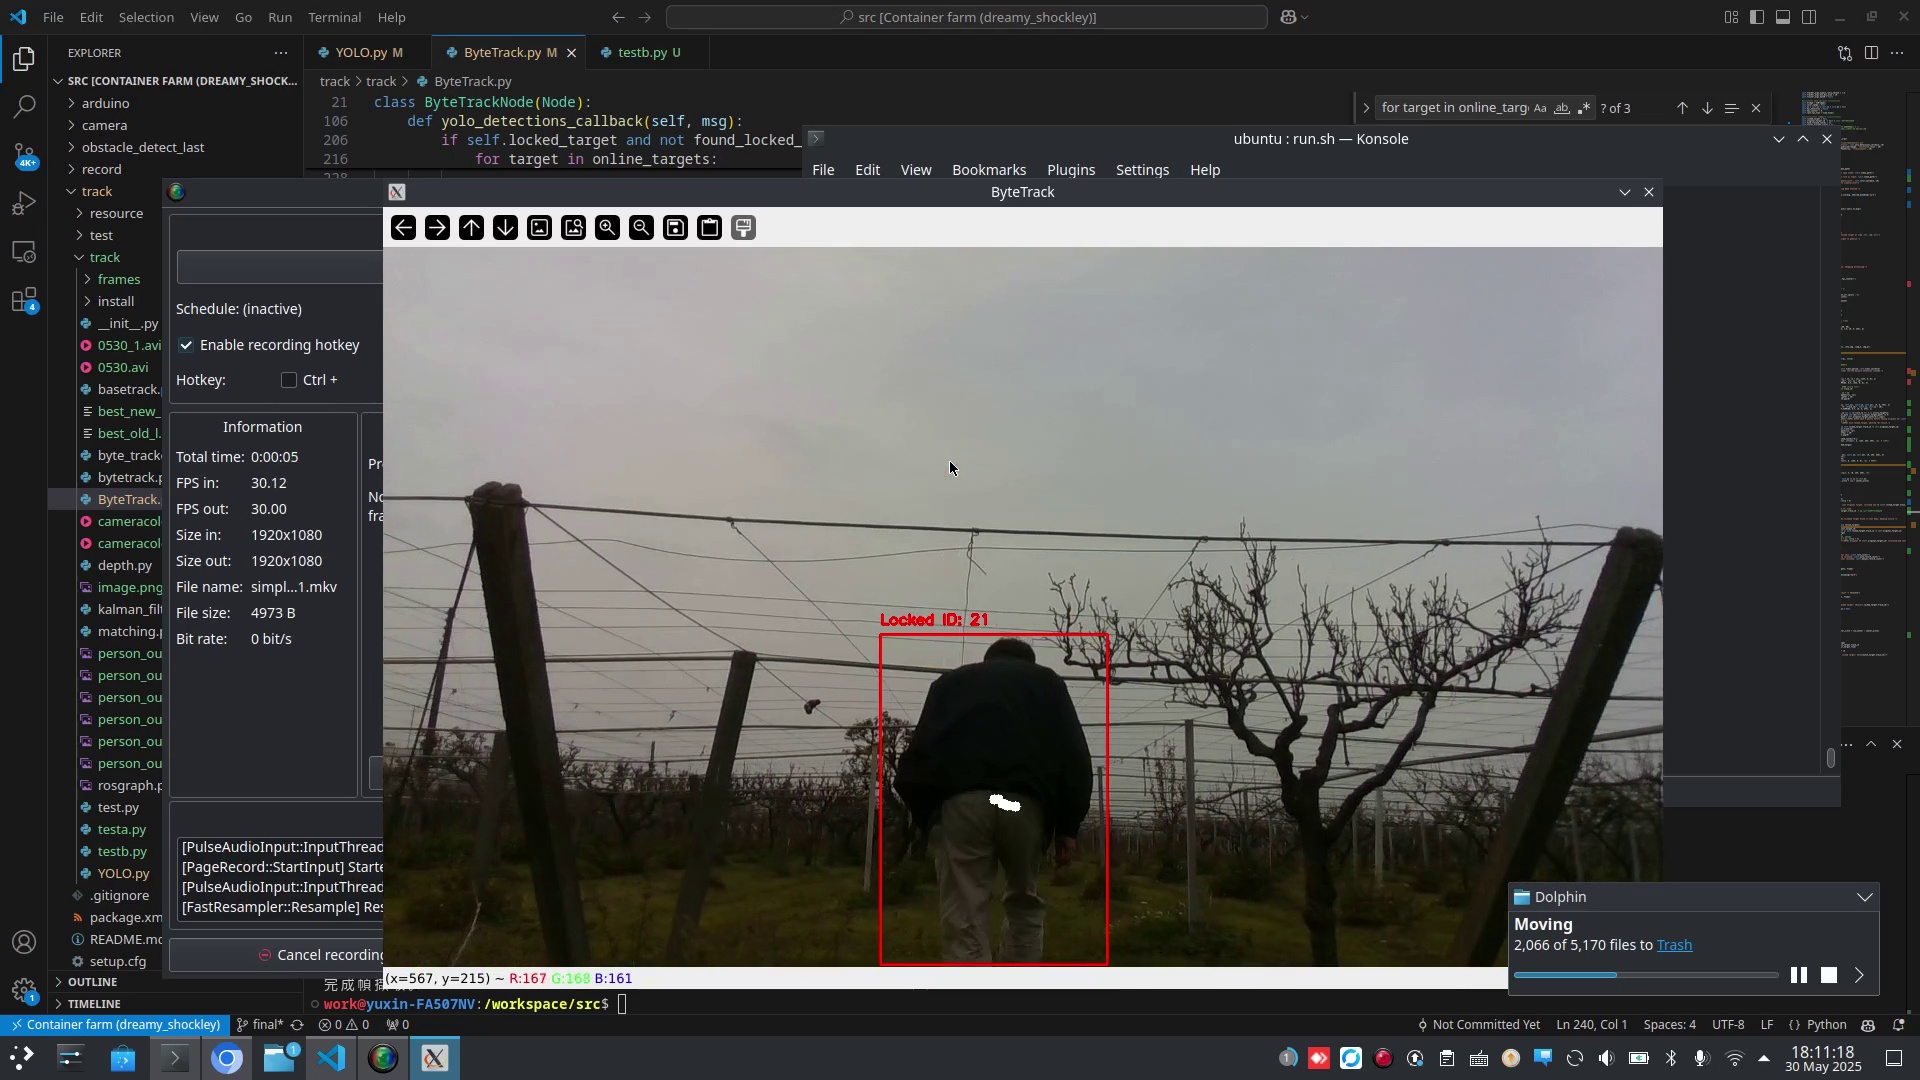 File Edit Selection View Go Run Terminal Help
src [Container farm (dreamy_shockley)]
EXPLORER
SRC [CONTAINER FARM (DREAMY_SHOCK...
arduino
camera
obstacle_detect_last
record
track
resource
test
track
frames
install
__init__.py
0530_1.avi
0530.avi
basetrack.
best_new_
best_old_l.
byte_track
bytetrack.p
ByteTrack.
cameracol
cameracol
depth.py
image.png
kalman_filt
matching.p
person_ou
person_ou
person_ou
person_ou
person_ou
person_ou
rosgraph.p
test.py
testa.py
testb.py
YOLO.py
.gitignore
package.xm
README.md
setup.cfg
OUTLINE
TIMELINE
YOLO.py M
ByteTrack.py M
testb.py U
track > track > ByteTrack.py
21 class ByteTrackNode(Node):
106 def yolo_detections_callback(self, msg):
206 if self.locked_target and not found_locked_
216 for target in online_targets:
for target in online_targ
Aa ab
? of 3
ubuntu : run.sh — Konsole
File Edit View Bookmarks Plugins Settings Help
Schedule: (inactive)
Enable recording hotkey
Hotkey: Ctrl +
Information
Total time: 0:00:05
FPS in: 30.12
FPS out: 30.00
Size in: 1920x1080
Size out: 1920x1080
File name: simpl...1.mkv
File size: 4973 B
Bit rate: 0 bit/s
Pr
No
fra
[PulseAudioInput::InputThread
[PageRecord::StartInput] Starte
[PulseAudioInput::InputThread
[FastResampler::Resample] Res
Cancel recording
ByteTrack
Locked ID: 21
(x=567, y=215) ~ R:167 G:168 B:161
work@yuxin-FA507NV:/workspace/src$
Dolphin
Moving
2,066 of 5,170 files to Trash
Container farm (dreamy_shockley)
final*
0 0
0
Not Committed Yet
Ln 240, Col 1
Spaces: 4
UTF-8
LF
{} Python
4K+
4
1
1
1
18:11:18
30 May 2025